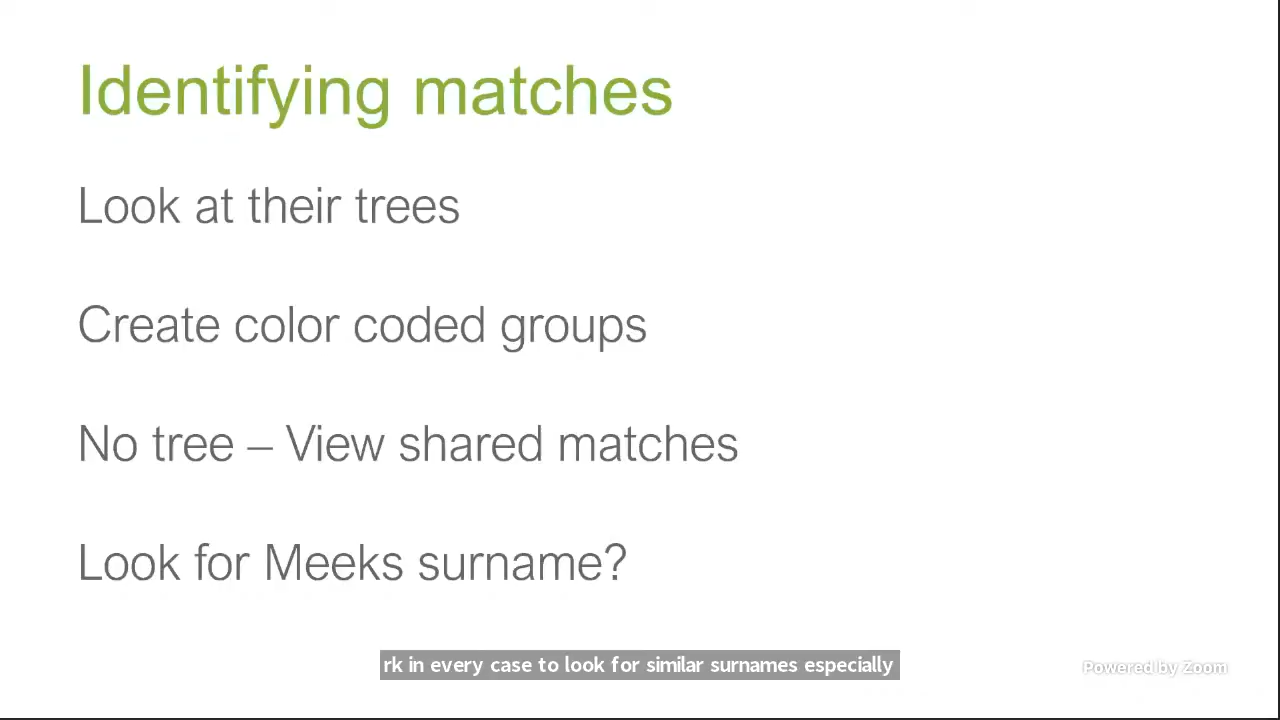 Identifying matches
Look at their trees
Create color coded groups
No tree – View shared matches
Look for Meeks surname?
rk in every case to look for similar surnames especially
Powered by Zoom